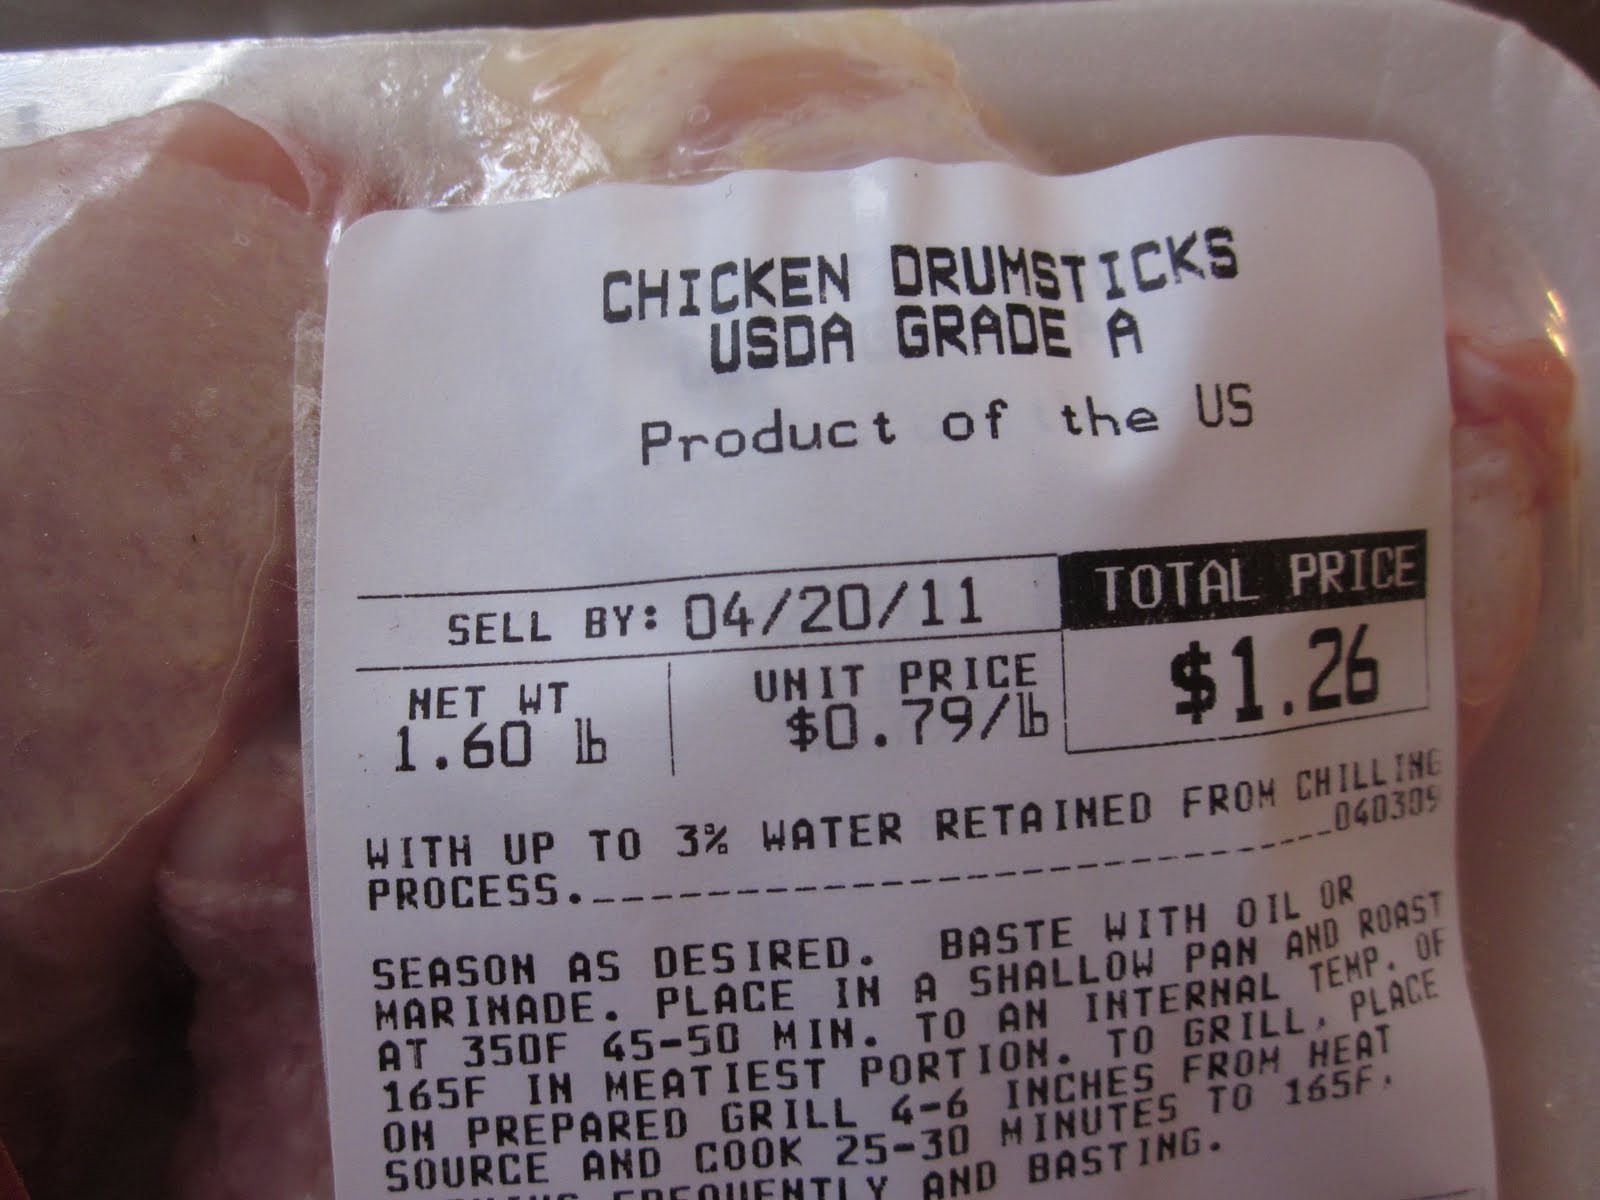 CHICKEN DRUMSTICKS
USDA GRADE A
Product of the US
SELL BY: 04/20/11
TOTAL PRICE
$1.26
NET WT
1.60 lb
UNIT PRICE
$0.79/lb
WITH UP TO 3% WATER RETAINED FROM CHILLING
PROCESS.------------------------040309
SEASON AS DESIRED. BASTE WITH OIL OR
MARINADE. PLACE IN A SHALLOW PAN AND ROAST
AT 350F 45-50 MIN. TO AN INTERNAL TEMP. OF
165F IN MEATIEST PORTION. TO GRILL, PLACE
ON PREPARED GRILL 4-6 INCHES FROM HEAT
SOURCE AND COOK 25-30 MINUTES TO 165F,
FREQUENTLY AND BASTING.